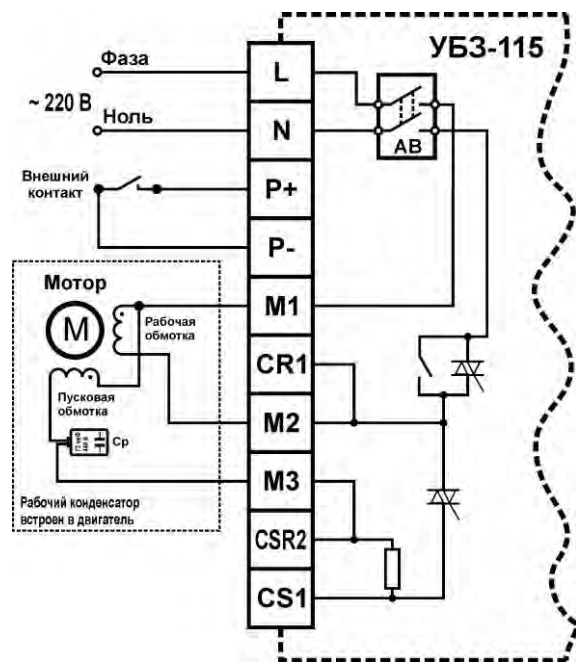 УБЗ-115
Фаза
~ 220 В
Ноль
L
N
АВ
Внешний
контакт
P+
P-
Мотор
M
Рабочая
обмотка
M1
CR1
Пусковая
обмотка
M2
Ср
M3
Рабочий конденсатор
встроен в двигатель
CSR2
CS1